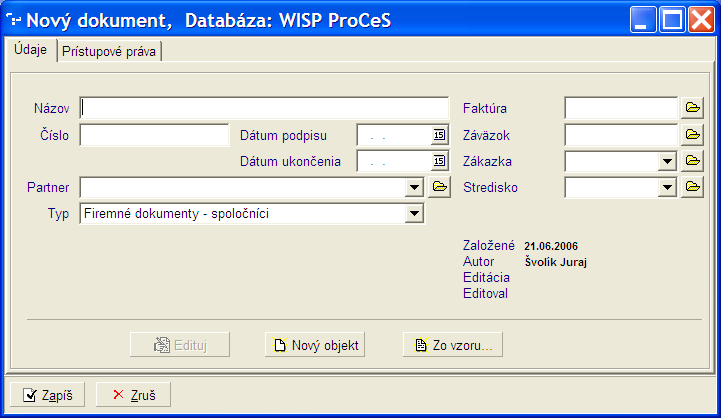 Nový dokument,  Databáza: WISP ProCeS
Údaje Prístupové práva
Názov Faktúra
Číslo Dátum podpisu . . 15 Záväzok
Dátum ukončenia . . 15 Zákazka
Partner Stredisko
Typ Firemné dokumenty - spoločníci
Založené 21.06.2006
Autor Švolík Juraj
Editácia
Editoval
Edituj Nový objekt Zo vzoru...
Zapíš Zruš